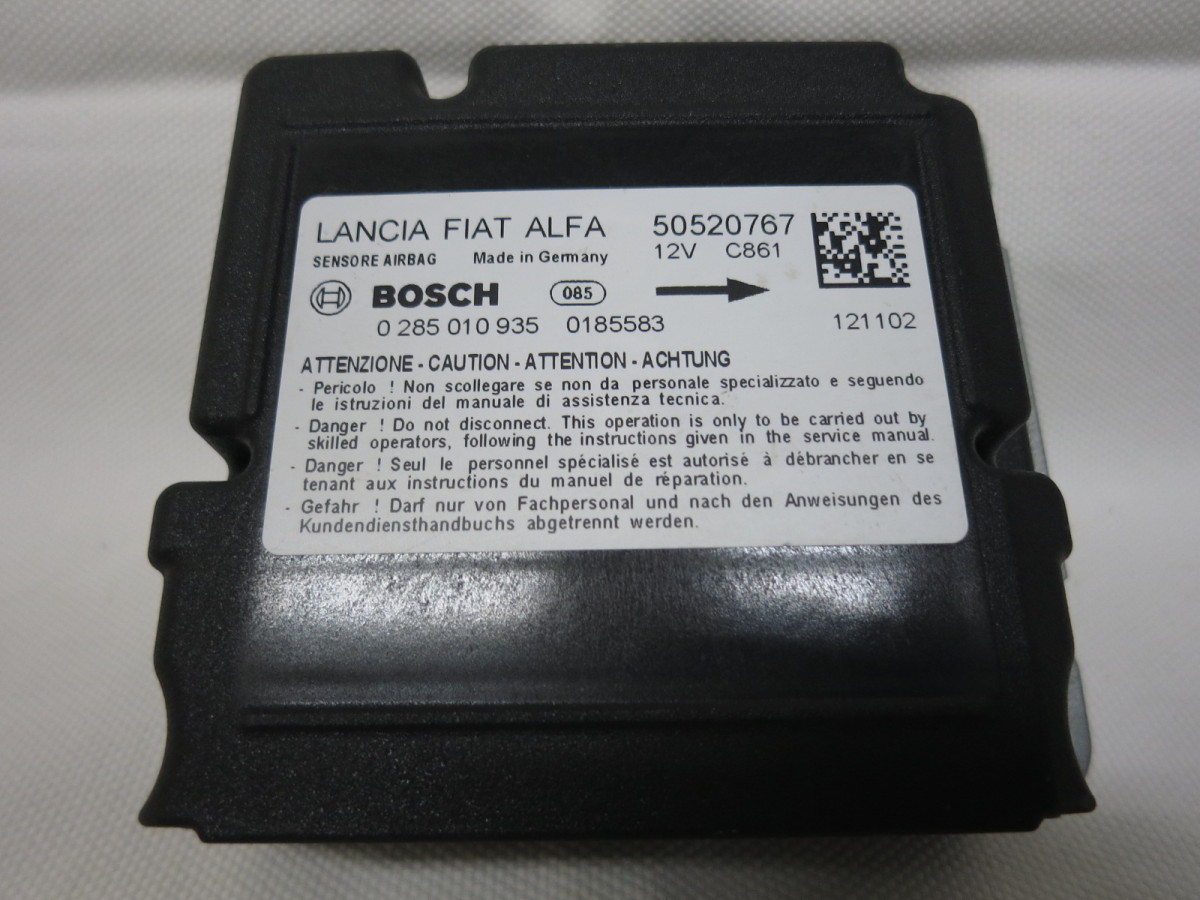 LANCIA FIAT ALFA 50520767
SENSORE AIRBAG Made in Germany 12V C861
BOSCH 085
0 285 010 935 0185583 121102
ATTENZIONE - CAUTION - ATTENTION - ACHTUNG
- Pericolo ! Non scollegare se non da personale specializzato e seguendo
le istruzioni del manuale di assistenza tecnica.
- Danger ! Do not disconnect. This operation is only to be carried out by
skilled operators, following the instructions given in the service manual.
- Danger ! Seul le personnel spécialisé est autorisé à débrancher en se
tenant aux instructions du manuel de réparation.
- Gefahr ! Darf nur von Fachpersonal und nach den Anweisungen des
Kundendiensthandbuchs abgetrennt werden.